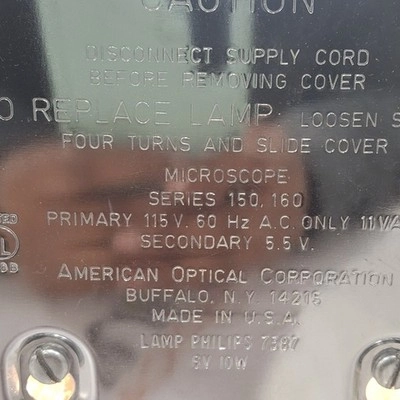 CAUTION
DISCONNECT SUPPLY CORD
BEFORE REMOVING COVER
O REPLACE LAMP, LOOSEN S
FOUR TURNS AND SLIDE COVER
MICROSCOPE
SERIES 150, 160
PRIMARY 115 V. 60 Hz A.C. ONLY 11VA
SECONDARY 5.5 V.
AMERICAN OPTICAL CORPORATION
BUFFALO, N.Y. 14215
MADE IN U.S.A.
LAMP PHILIPS 7387
6V 10W